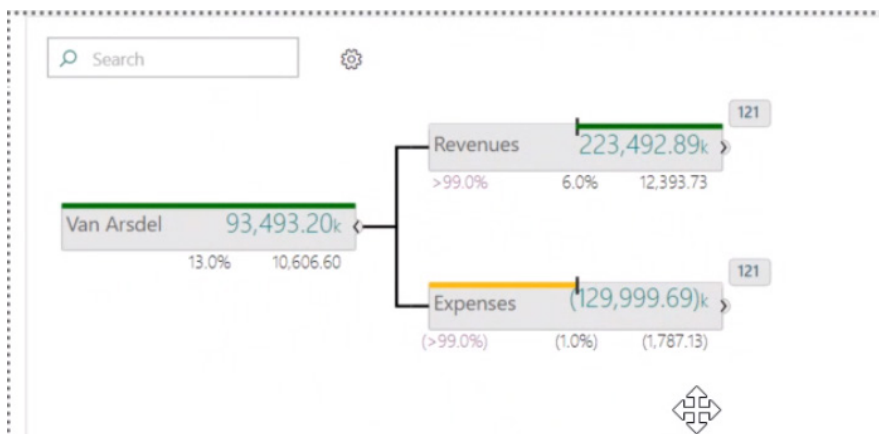 Search
121
Revenues 223,492.89k
>99.0% 6.0% 12,393.73
Van Arsdel 93,493.20k
13.0% 10,606.60
121
Expenses (129,999.69)k
(>99.0%) (1.0%) (1,787.13)